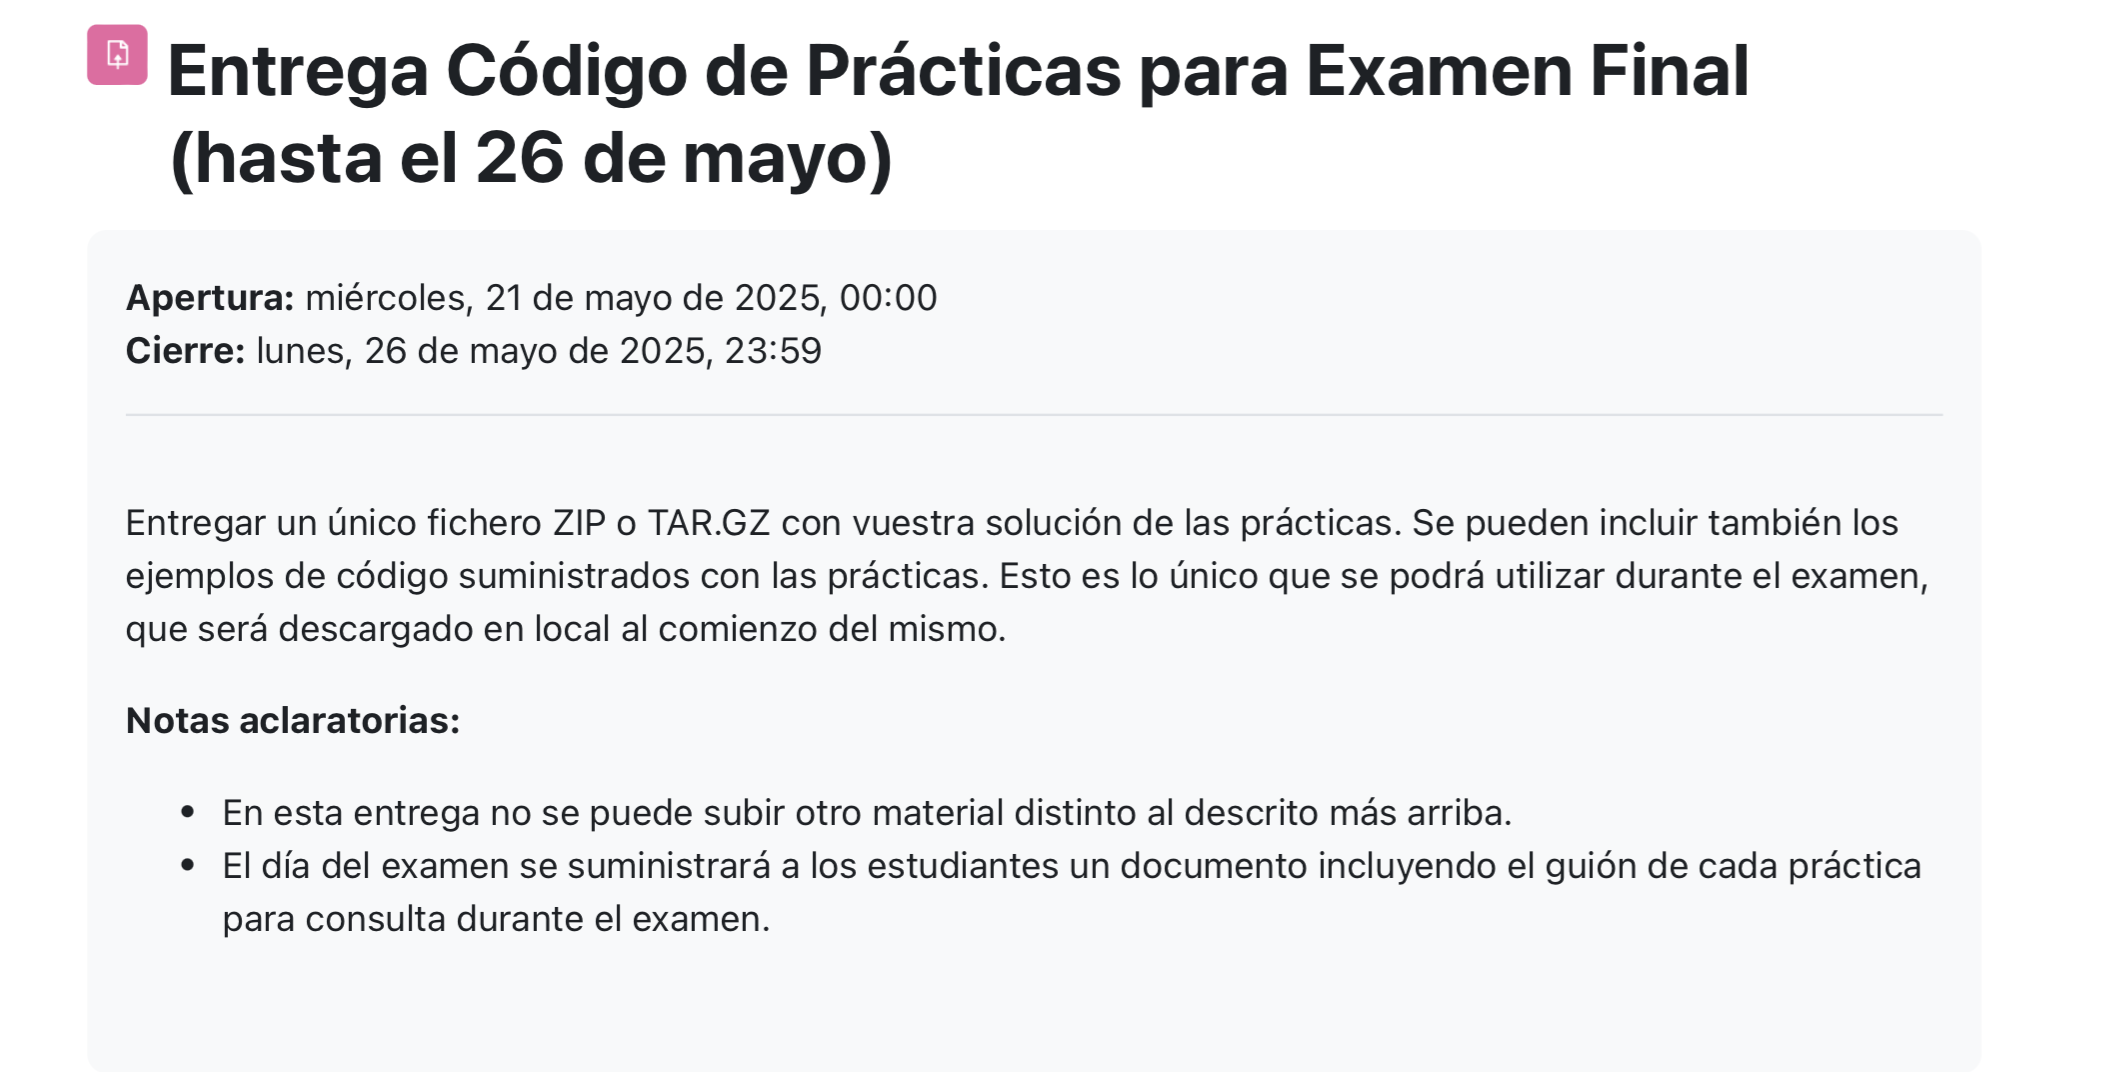 Entrega Código de Prácticas para Examen Final
(hasta el 26 de mayo)
Apertura: miércoles, 21 de mayo de 2025, 00:00
Cierre: lunes, 26 de mayo de 2025, 23:59
Entregar un único fichero ZIP o TAR.GZ con vuestra solución de las prácticas. Se pueden incluir también los
ejemplos de código suministrados con las prácticas. Esto es lo único que se podrá utilizar durante el examen,
que será descargado en local al comienzo del mismo.
Notas aclaratorias:
• En esta entrega no se puede subir otro material distinto al descrito más arriba.
• El día del examen se suministrará a los estudiantes un documento incluyendo el guión de cada práctica
para consulta durante el examen.